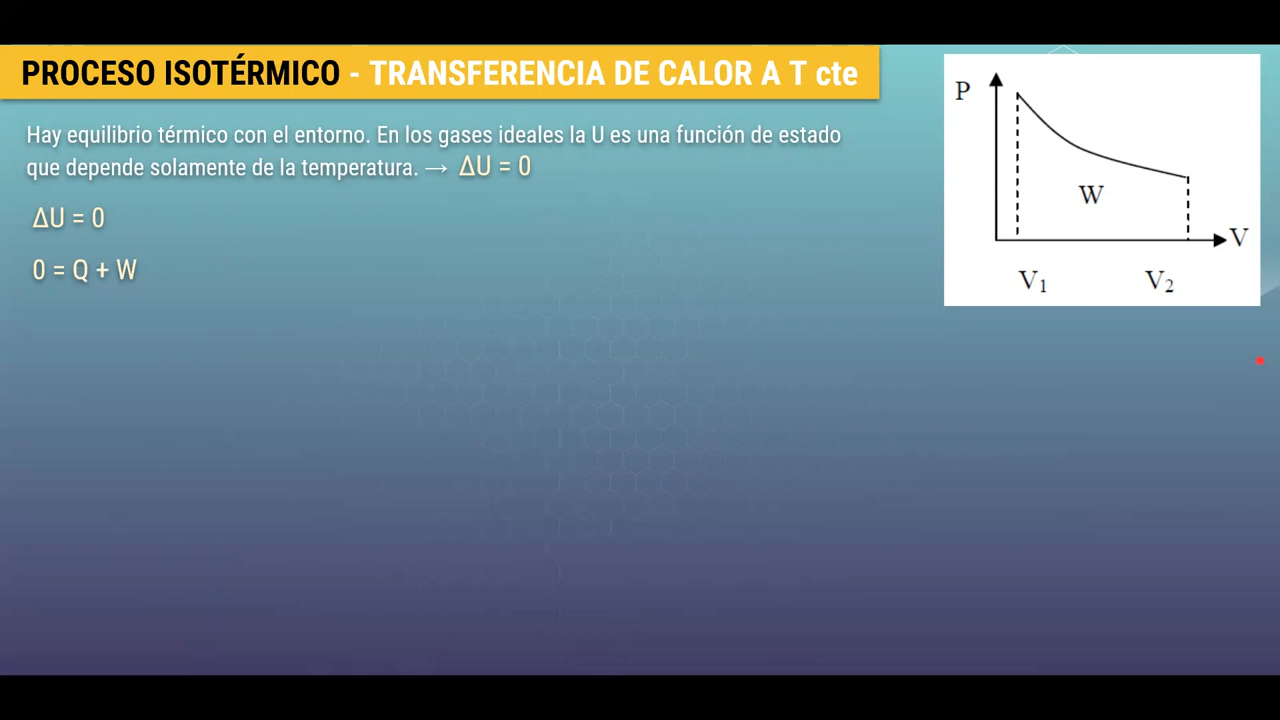 PROCESO ISOTÉRMICO - TRANSFERENCIA DE CALOR A T cte
Hay equilibrio térmico con el entorno. En los gases ideales la U es una función de estado
que depende solamente de la temperatura. → ΔU = 0
ΔU = 0
0 = Q + W
P
W
V
V₁ V₂